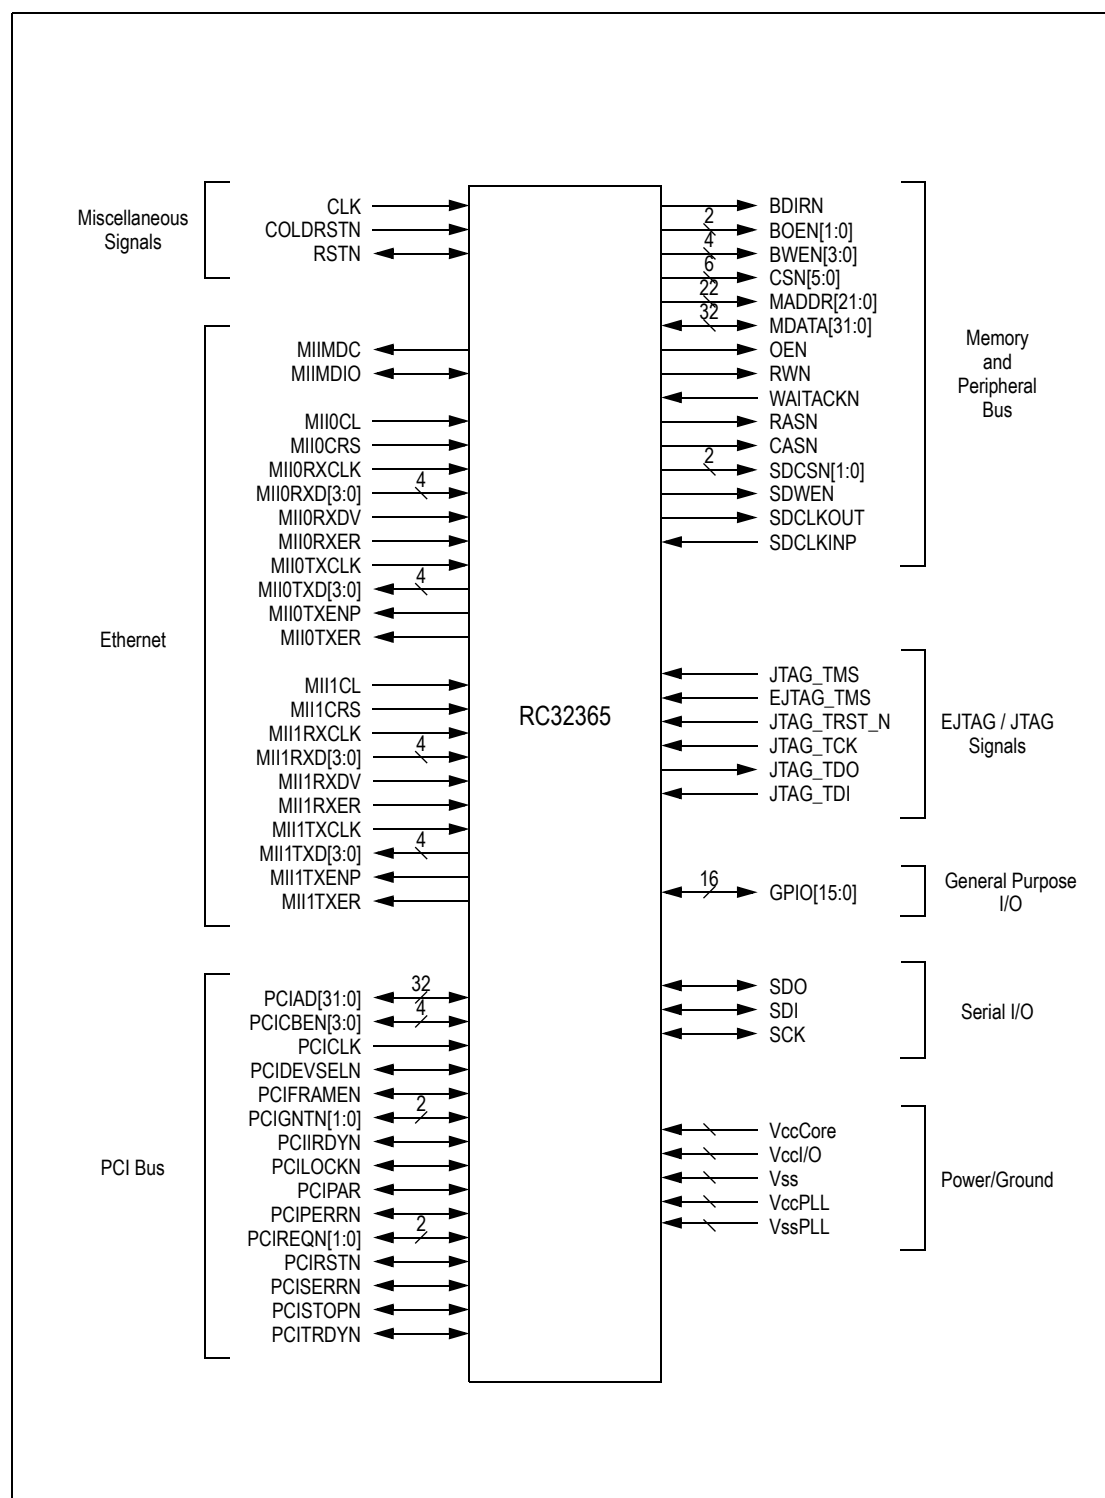 Miscellaneous
Signals
CLK
COLDRSTN
RSTN
Ethernet
MIIMDC
MIIMDIO
MII0CL
MII0CRS
MII0RXCLK
MII0RXD[3:0] 4
MII0RXDV
MII0RXER
MII0TXCLK
MII0TXD[3:0] 4
MII0TXENP
MII0TXER
MII1CL
MII1CRS
MII1RXCLK
MII1RXD[3:0] 4
MII1RXDV
MII1RXER
MII1TXCLK
MII1TXD[3:0] 4
MII1TXENP
MII1TXER
PCI Bus
PCIAD[31:0] 32
PCICBEN[3:0] 4
PCICLK
PCIDEVSELN
PCIFRAMEN
PCIGNTN[1:0] 2
PCIIRDYN
PCILOCKN
PCIPAR
PCIPERRN
PCIREQN[1:0] 2
PCIRSTN
PCISERRN
PCISTOPN
PCITRDYN
RC32365
BDIRN
2 BOEN[1:0]
4 BWEN[3:0]
6 CSN[5:0]
22 MADDR[21:0]
32 MDATA[31:0]
OEN
RWN
WAITACKN
RASN
CASN
2 SDCSN[1:0]
SDWEN
SDCLKOUT
SDCLKINP
Memory
and
Peripheral
Bus
JTAG_TMS
EJTAG_TMS
JTAG_TRST_N
JTAG_TCK
JTAG_TDO
JTAG_TDI
EJTAG / JTAG
Signals
16 GPIO[15:0]
General Purpose
I/O
SDO
SDI
SCK
Serial I/O
VccCore
VccI/O
Vss
VccPLL
VssPLL
Power/Ground